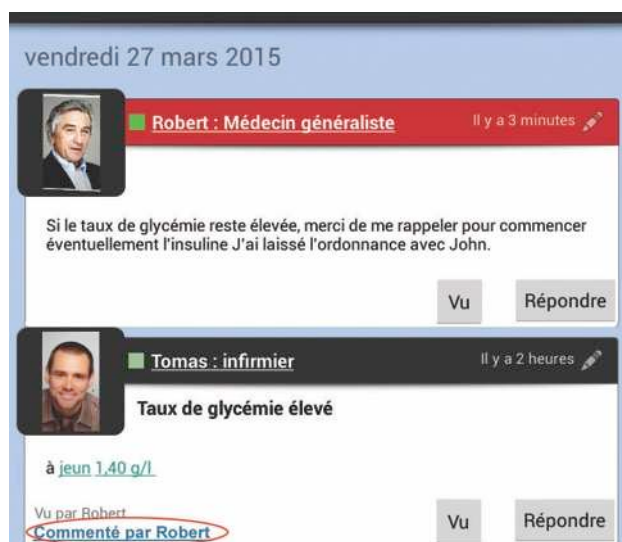 vendredi 27 mars 2015
Robert : Médecin généraliste
Il y a 3 minutes
Si le taux de glycémie reste élevée, merci de me rappeler pour commencer
éventuellement l'insuline J'ai laissé l'ordonnance avec John.
Vu
Répondre
Tomas : infirmier
Il y a 2 heures
Taux de glycémie élevé
à jeun 1,40 g/l
Vu par Robert
Commenté par Robert
Vu
Répondre